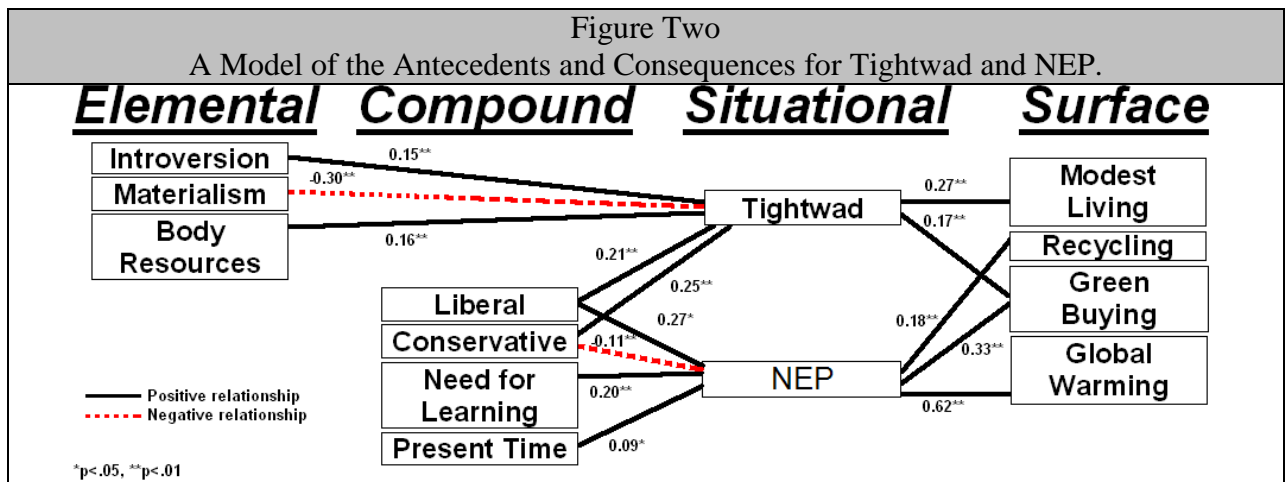 Figure Two
A Model of the Antecedents and Consequences for Tightwad and NEP.
Elemental Compound Situational Surface
Introversion
Materialism
Body
Resources
0.15**
-0.30**
0.16**
Liberal
Conservative
Need for
Learning
Present Time
0.21**
0.25**
0.27*
-0.11**
0.20**
0.09*
Tightwad
NEP
0.27**
0.17**
0.18**
0.33**
0.62**
Modest
Living
Recycling
Green
Buying
Global
Warming
Positive relationship
Negative relationship
*p<.05, **p<.01